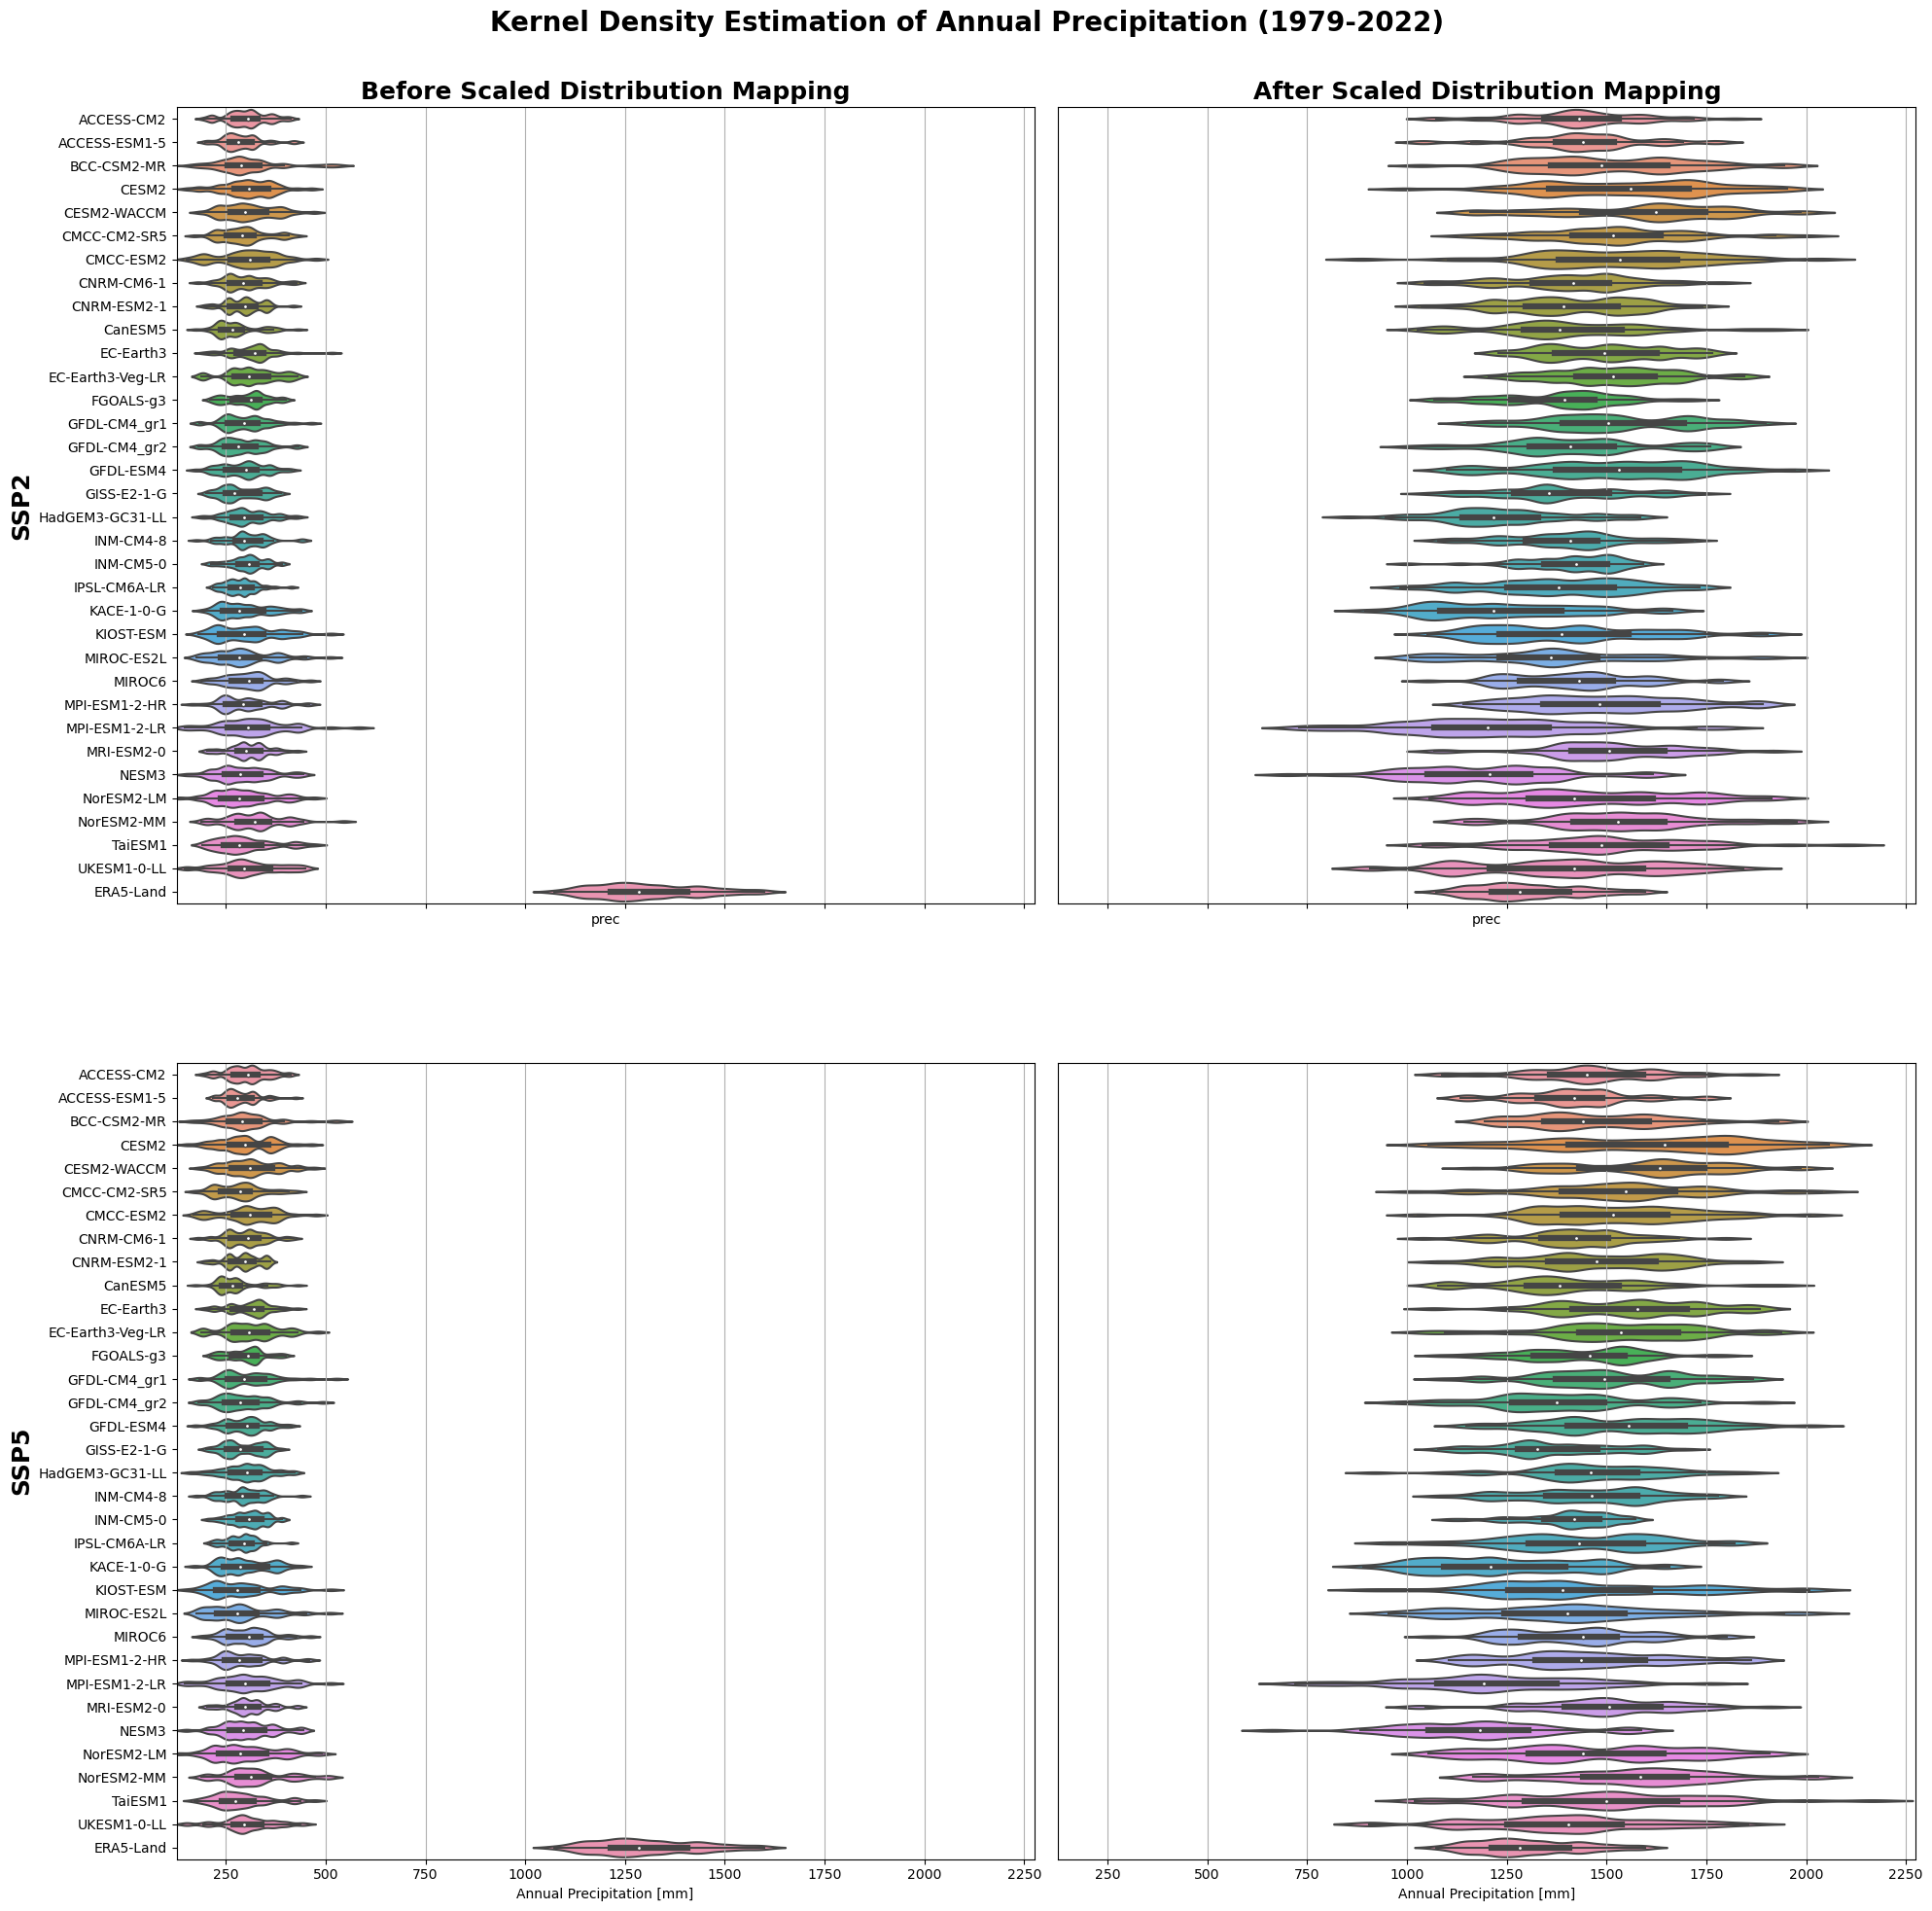 Kernel Density Estimation of Annual Precipitation (1979-2022)
Before Scaled Distribution Mapping
After Scaled Distribution Mapping
SSP2
ACCESS-CM2
ACCESS-ESM1-5
BCC-CSM2-MR
CESM2
CESM2-WACCM
CMCC-CM2-SR5
CMCC-ESM2
CNRM-CM6-1
CNRM-ESM2-1
CanESM5
EC-Earth3
EC-Earth3-Veg-LR
FGOALS-g3
GFDL-CM4_gr1
GFDL-CM4_gr2
GFDL-ESM4
GISS-E2-1-G
HadGEM3-GC31-LL
INM-CM4-8
INM-CM5-0
IPSL-CM6A-LR
KACE-1-0-G
KIOST-ESM
MIROC-ES2L
MIROC6
MPI-ESM1-2-HR
MPI-ESM1-2-LR
MRI-ESM2-0
NESM3
NorESM2-LM
NorESM2-MM
TaiESM1
UKESM1-0-LL
ERA5-Land
prec
prec
SSP5
ACCESS-CM2
ACCESS-ESM1-5
BCC-CSM2-MR
CESM2
CESM2-WACCM
CMCC-CM2-SR5
CMCC-ESM2
CNRM-CM6-1
CNRM-ESM2-1
CanESM5
EC-Earth3
EC-Earth3-Veg-LR
FGOALS-g3
GFDL-CM4_gr1
GFDL-CM4_gr2
GFDL-ESM4
GISS-E2-1-G
HadGEM3-GC31-LL
INM-CM4-8
INM-CM5-0
IPSL-CM6A-LR
KACE-1-0-G
KIOST-ESM
MIROC-ES2L
MIROC6
MPI-ESM1-2-HR
MPI-ESM1-2-LR
MRI-ESM2-0
NESM3
NorESM2-LM
NorESM2-MM
TaiESM1
UKESM1-0-LL
ERA5-Land
250 500 750 1000 1250 1500 1750 2000 2250
Annual Precipitation [mm]
250 500 750 1000 1250 1500 1750 2000 2250
Annual Precipitation [mm]